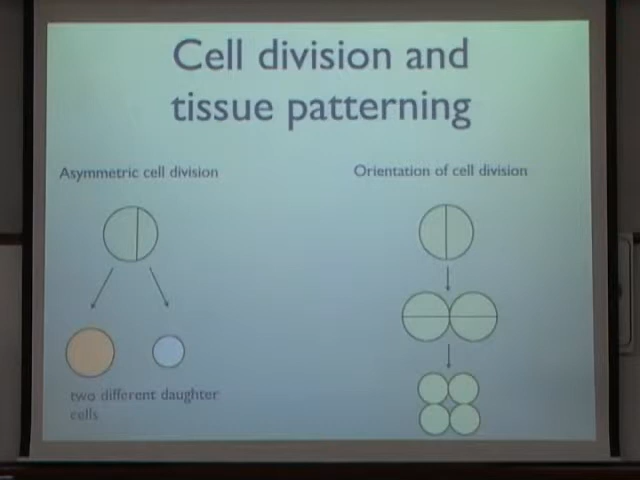 Cell division and
tissue patterning
Asymmetric cell division
Orientation of cell division
two different daughter
cells